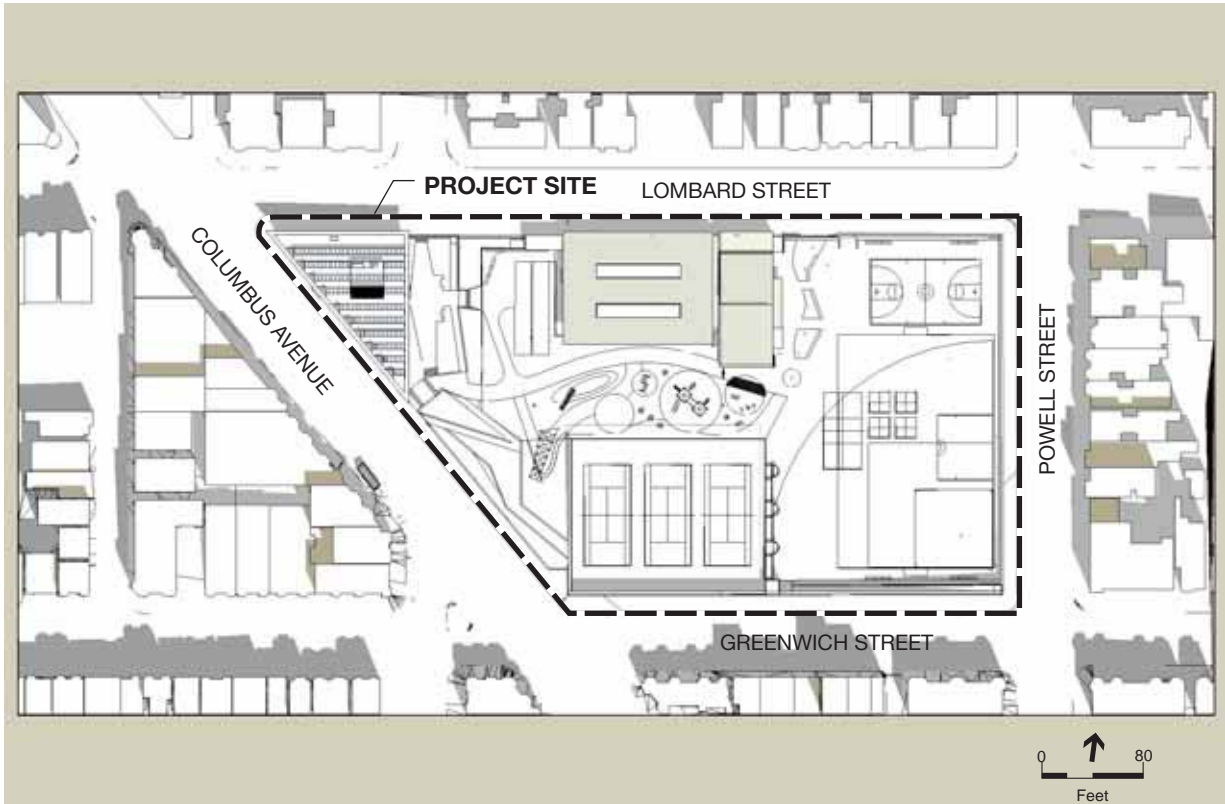 PROJECT SITE
LOMBARD STREET
COLUMBUS AVENUE
POWELL STREET
GREENWICH STREET
0 80
Feet